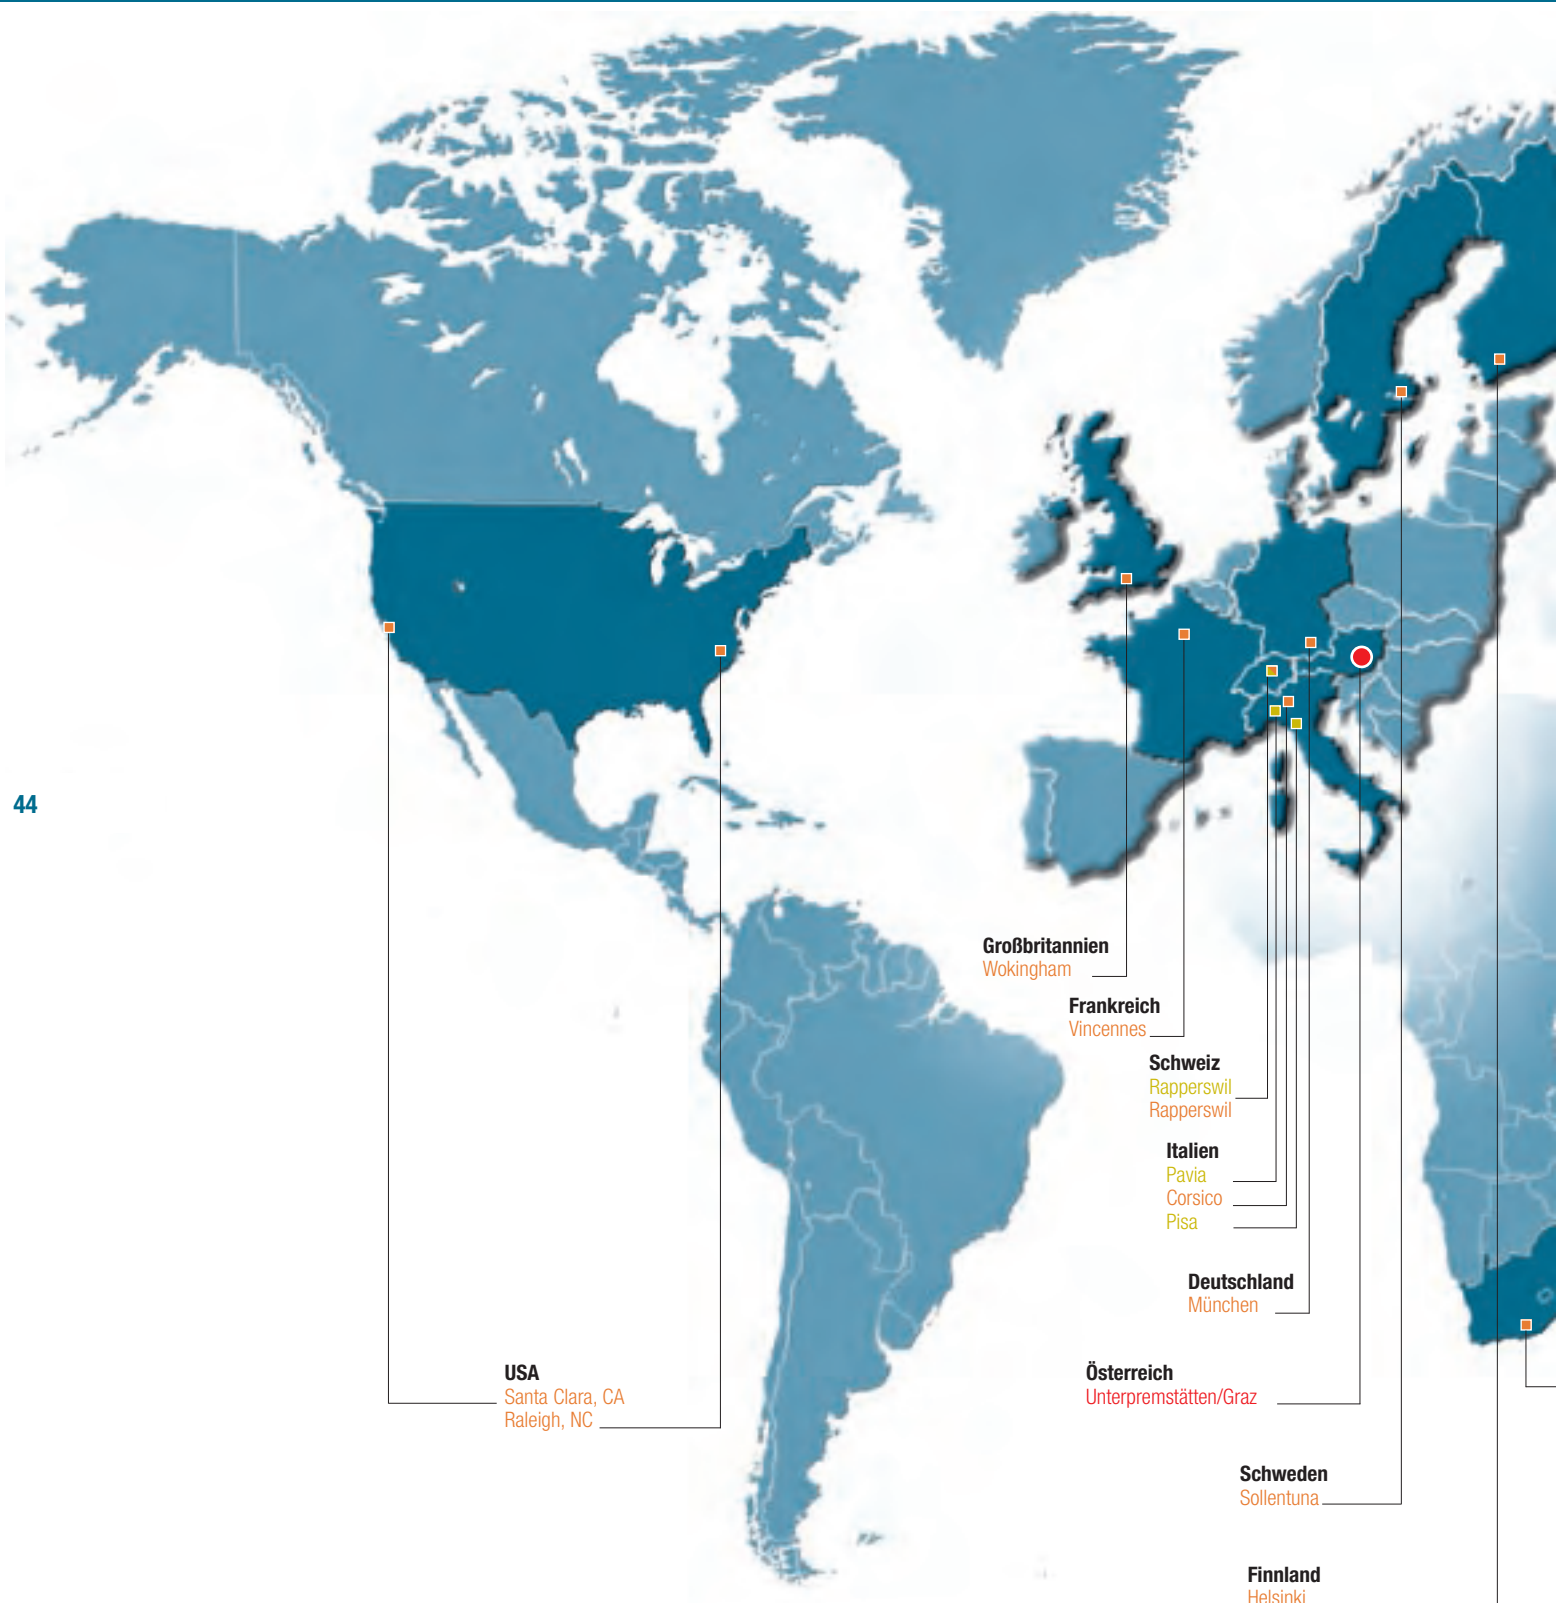 44
Großbritannien
Wokingham
Frankreich
Vincennes
Schweiz
Rapperswil
Rapperswil
Italien
Pavia
Corsico
Pisa
Deutschland
München
USA
Santa Clara, CA
Raleigh, NC
Österreich
Unterpremstätten/Graz
Schweden
Sollentuna
Finnland
Helsinki